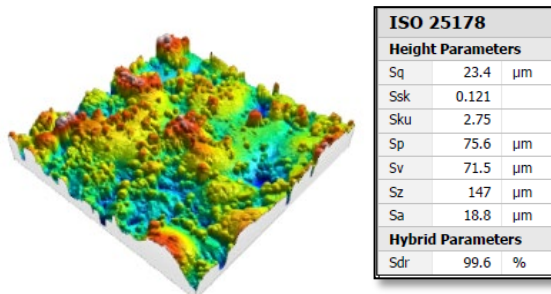 ISO 25178
Height Parameters
Sq 23.4 µm
Ssk 0.121
Sku 2.75
Sp 75.6 µm
Sv 71.5 µm
Sz 147 µm
Sa 18.8 µm
Hybrid Parameters
Sdr 99.6 %